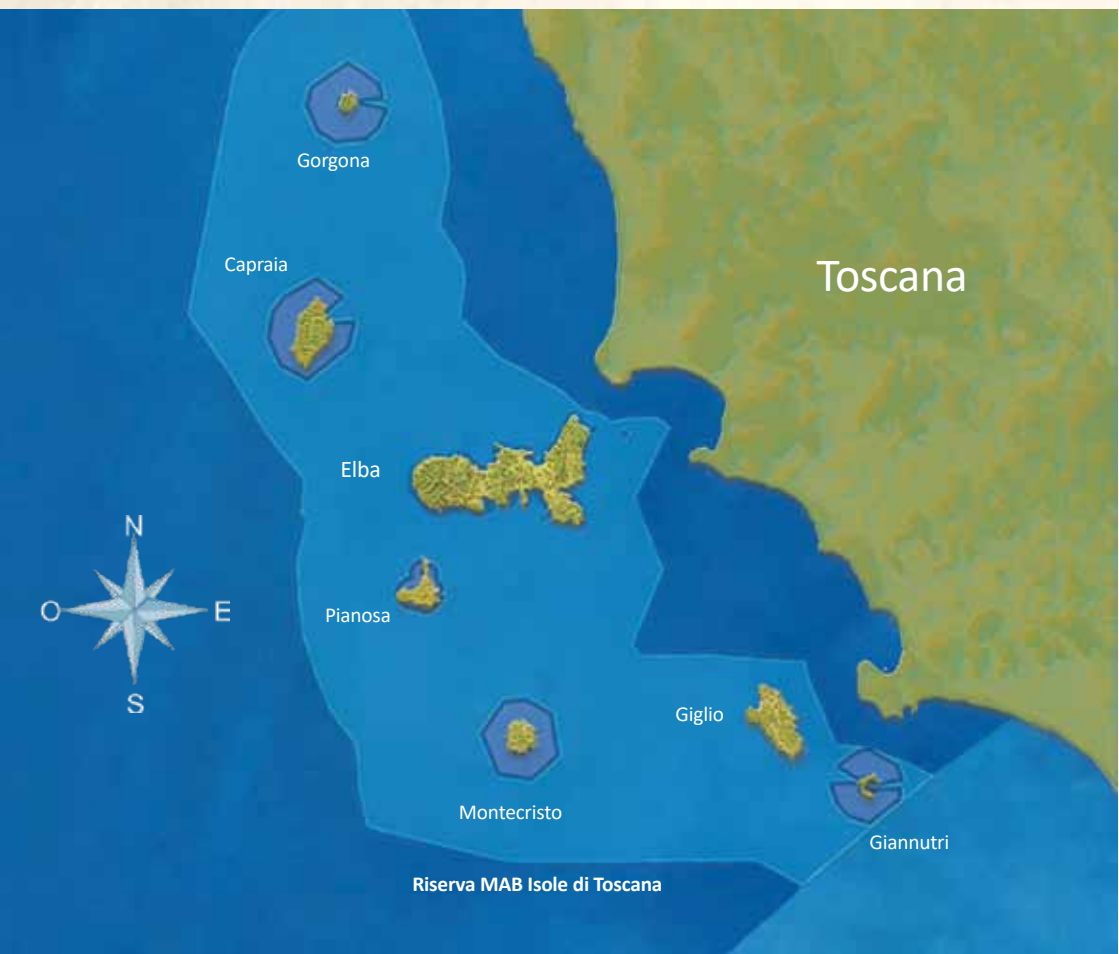 Gorgona
Capraia
Toscana
Elba
N
O
E
S
Pianosa
Giglio
Montecristo
Giannutri
Riserva MAB Isole di Toscana